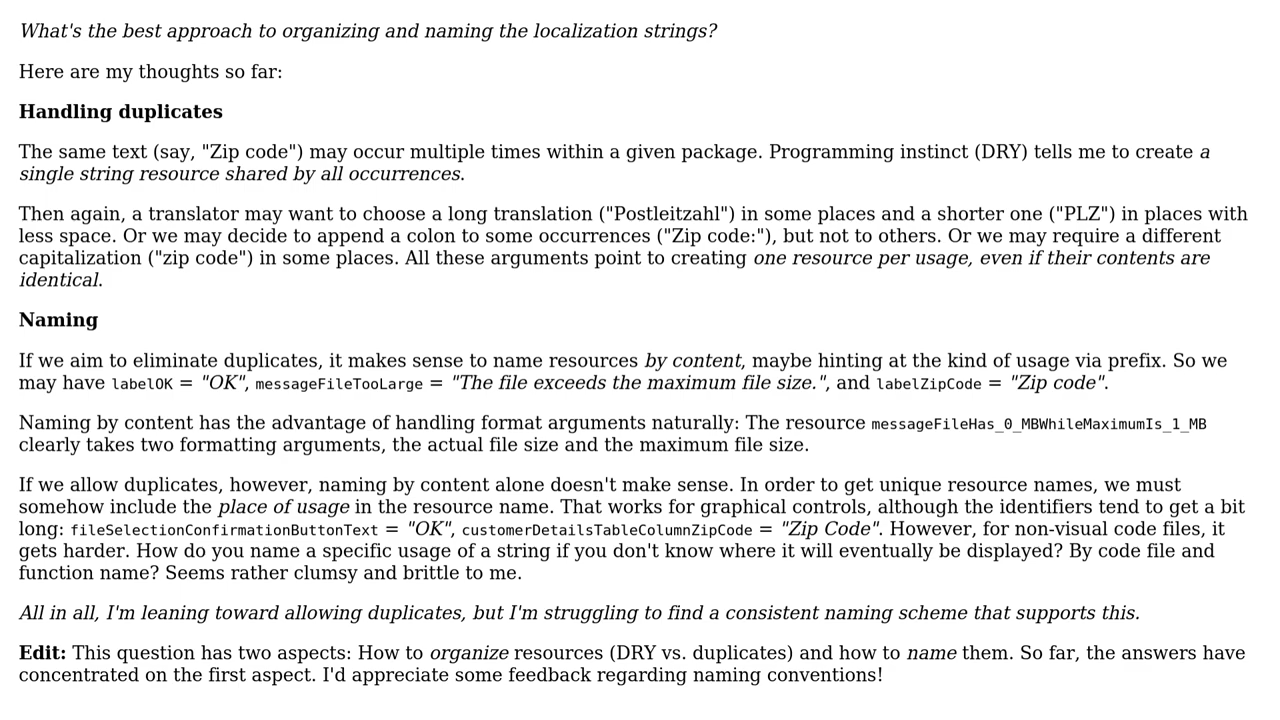 What's the best approach to organizing and naming the localization strings?
Here are my thoughts so far:
Handling duplicates
The same text (say, "Zip code") may occur multiple times within a given package. Programming instinct (DRY) tells me to create a
single string resource shared by all occurrences.
Then again, a translator may want to choose a long translation ("Postleitzahl") in some places and a shorter one ("PLZ") in places with
less space. Or we may decide to append a colon to some occurrences ("Zip code:"), but not to others. Or we may require a different
capitalization ("zip code") in some places. All these arguments point to creating one resource per usage, even if their contents are
identical.
Naming
If we aim to eliminate duplicates, it makes sense to name resources by content, maybe hinting at the kind of usage via prefix. So we
may have labelOK = "OK", messageFileTooLarge = "The file exceeds the maximum file size.", and labelZipCode = "Zip code".
Naming by content has the advantage of handling format arguments naturally: The resource messageFileHas_0_MBWhileMaximumIs_1_MB
clearly takes two formatting arguments, the actual file size and the maximum file size.
If we allow duplicates, however, naming by content alone doesn't make sense. In order to get unique resource names, we must
somehow include the place of usage in the resource name. That works for graphical controls, although the identifiers tend to get a bit
long: fileSelectionConfirmationButtonText = "OK", customerDetailsTableColumnZipCode = "Zip Code". However, for non-visual code files, it
gets harder. How do you name a specific usage of a string if you don't know where it will eventually be displayed? By code file and
function name? Seems rather clumsy and brittle to me.
All in all, I'm leaning toward allowing duplicates, but I'm struggling to find a consistent naming scheme that supports this.
Edit: This question has two aspects: How to organize resources (DRY vs. duplicates) and how to name them. So far, the answers have
concentrated on the first aspect. I'd appreciate some feedback regarding naming conventions!